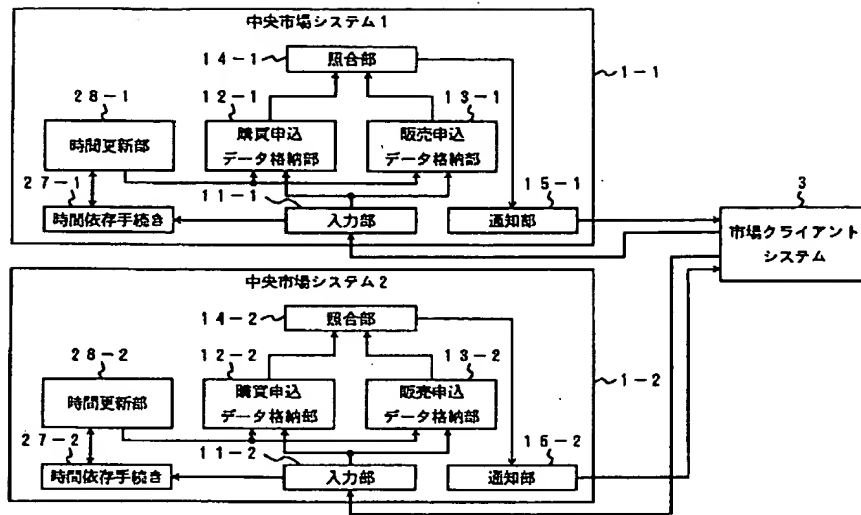 中央市場システム1
14-1
照合部
1-1
28-1
12-1
13-1
時間更新部
購買申込
データ格納部
販売申込
データ格納部
27-1
11-1
15-1
3
時間依存手続き
入力部
通知部
市場クライアント
システム
中央市場システム2
14-2
照合部
28-2
12-2
13-2
1-2
時間更新部
購買申込
データ格納部
販売申込
データ格納部
27-2
11-2
15-2
時間依存手続き
入力部
通知部